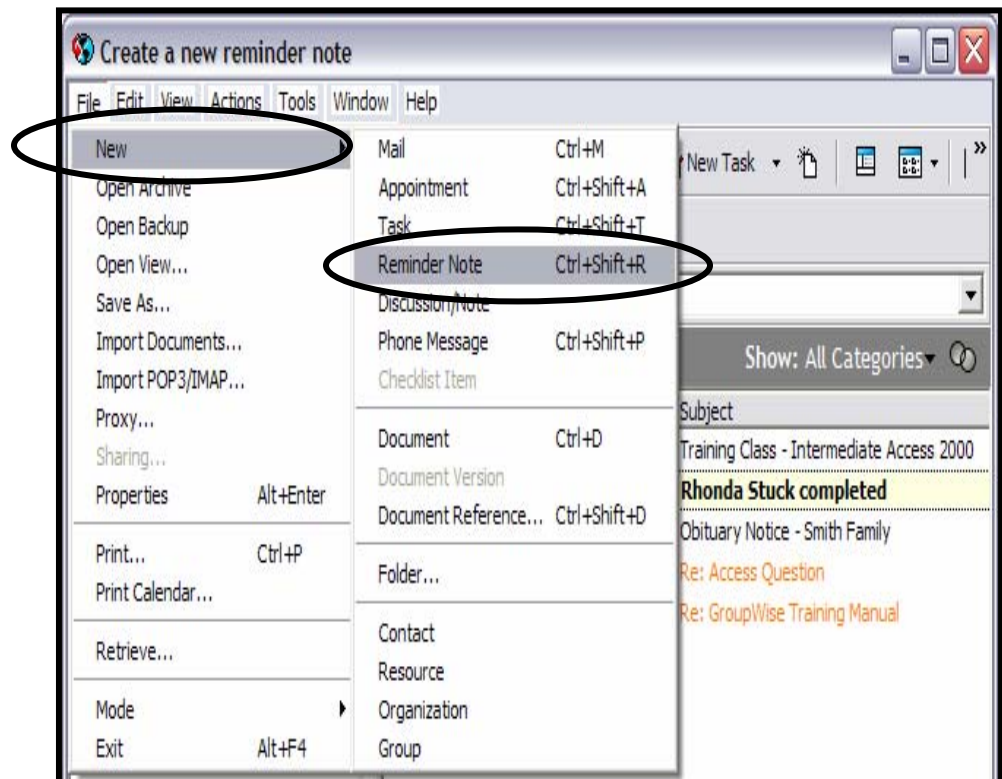 Create a new reminder note
File Edit View Actions Tools Window Help
New
Open Archive
Open Backup
Open View...
Save As...
Import Documents...
Import POP3/IMAP...
Proxy...
Sharing...
Properties Alt+Enter
Print... Ctrl+P
Print Calendar...
Retrieve...
Mode
Exit Alt+F4
Mail Ctrl+M
Appointment Ctrl+Shift+A
Task Ctrl+Shift+T
Reminder Note Ctrl+Shift+R
Discussion/Note
Phone Message Ctrl+Shift+P
Checklist Item
Document Ctrl+D
Document Version
Document Reference... Ctrl+Shift+D
Folder...
Contact
Resource
Organization
Group
New Task
Show: All Categories
Subject
Training Class - Intermediate Access 2000
Rhonda Stuck completed
Obituary Notice - Smith Family
Re: Access Question
Re: GroupWise Training Manual